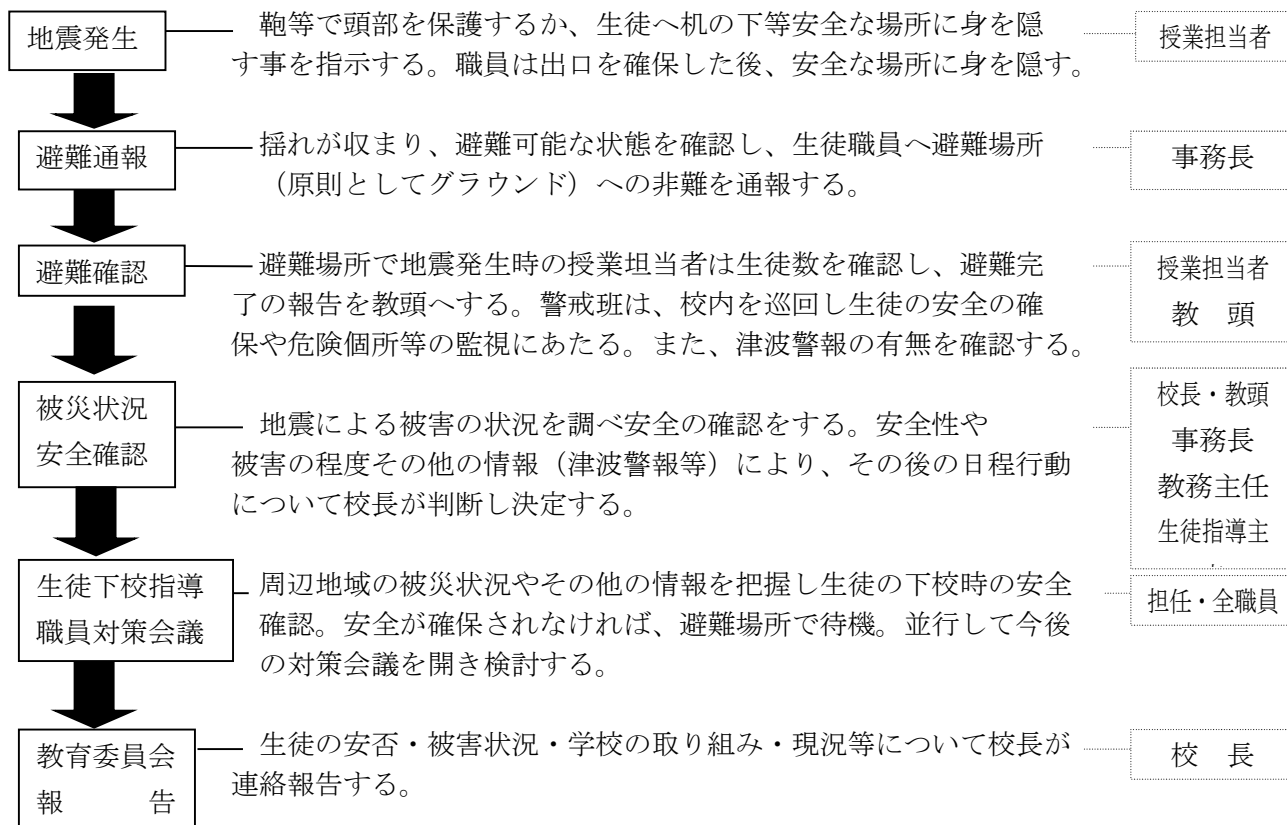 地震発生
鞄等で頭部を保護するか、生徒へ机の下等安全な場所に身を隠
す事を指示する。職員は出口を確保した後、安全な場所に身を隠す。
授業担当者
避難通報
揺れが収まり、避難可能な状態を確認し、生徒職員へ避難場所
（原則としてグラウンド）への非難を通報する。
事務長
避難確認
避難場所で地震発生時の授業担当者は生徒数を確認し、避難完
了の報告を教頭へする。警戒班は、校内を巡回し生徒の安全の確
保や危険個所等の監視にあたる。また、津波警報の有無を確認する。
授業担当者
教　頭
被災状況
安全確認
地震による被害の状況を調べ安全の確認をする。安全性や
被害の程度その他の情報（津波警報等）により、その後の日程行動
について校長が判断し決定する。
校長・教頭
事務長
教務主任
生徒指導主
生徒下校指導
職員対策会議
周辺地域の被災状況やその他の情報を把握し生徒の下校時の安全
確認。安全が確保されなければ、避難場所で待機。並行して今後
の対策会議を開き検討する。
担任・全職員
教育委員会
報　　　告
生徒の安否・被害状況・学校の取り組み・現況等について校長が
連絡報告する。
校　長